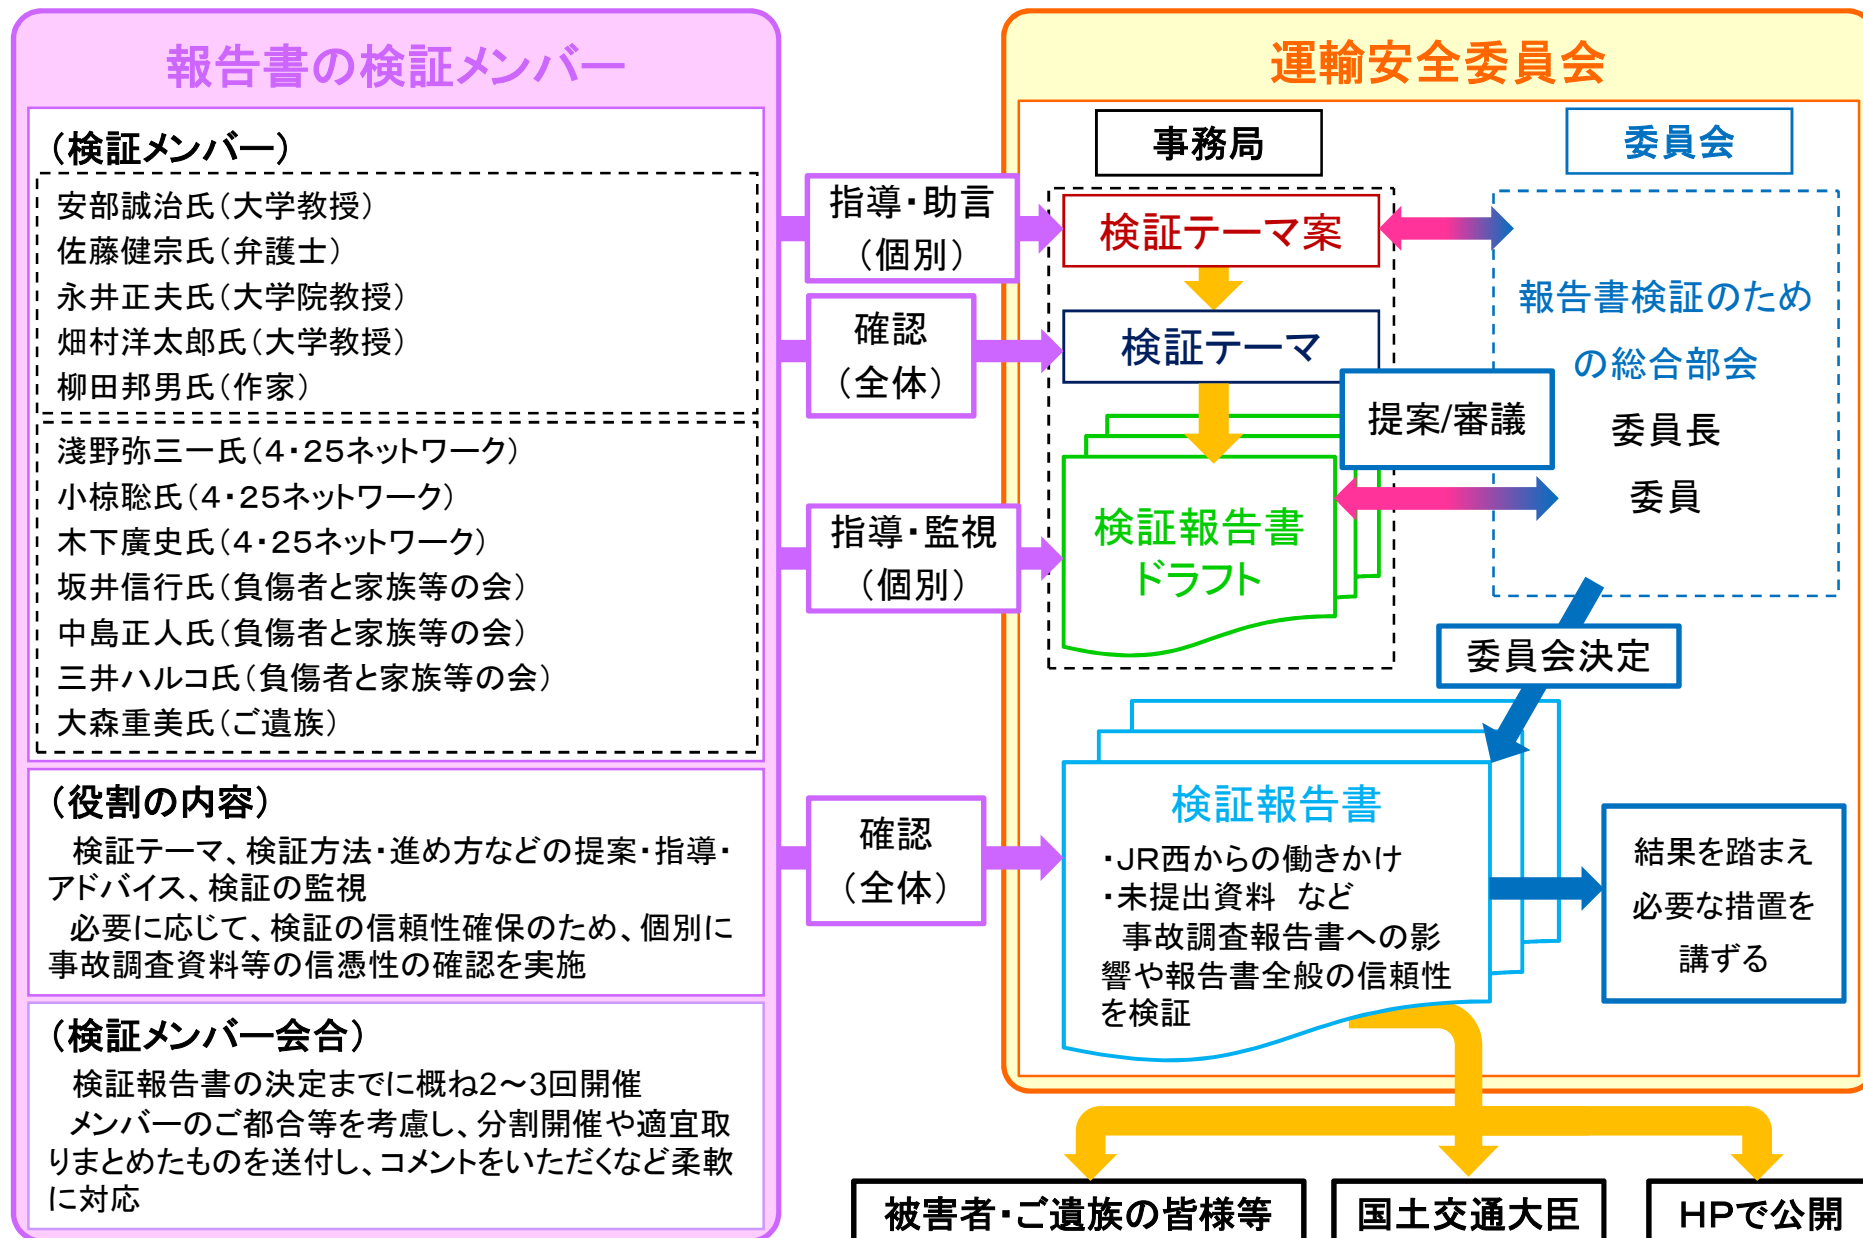 報告書の検証メンバー
（検証メンバー）
安部誠治氏（大学教授）
佐藤健宗氏（弁護士）
永井正夫氏（大学院教授）
畑村洋太郎氏（大学教授）
柳田邦男氏（作家）
淺野弥三一氏（4・25ネットワーク）
小椋聡氏（4・25ネットワーク）
木下廣史氏（4・25ネットワーク）
坂井信行氏（負傷者と家族等の会）
中島正人氏（負傷者と家族等の会）
三井ハルコ氏（負傷者と家族等の会）
大森重美氏（ご遺族）
（役割の内容）
検証テーマ、検証方法・進め方などの提案・指導・
アドバイス、検証の監視
必要に応じて、検証の信頼性確保のため、個別に
事故調査資料等の信憑性の確認を実施
（検証メンバー会合）
検証報告書の決定までに概ね2～3回開催
メンバーのご都合等を考慮し、分割開催や適宜取
りまとめたものを送付し、コメントをいただくなど柔軟
に対応
指導・助言
（個別）
確認
（全体）
指導・監視
（個別）
確認
（全体）
運輸安全委員会
事務局
委員会
検証テーマ案
検証テーマ
検証報告書
ドラフト
提案/審議
報告書検証のため
の総合部会
委員長
委員
委員会決定
検証報告書
・JR西からの働きかけ
・未提出資料　など
事故調査報告書への影
響や報告書全般の信頼性
を検証
結果を踏まえ
必要な措置を
講ずる
被害者・ご遺族の皆様等
国土交通大臣
HPで公開